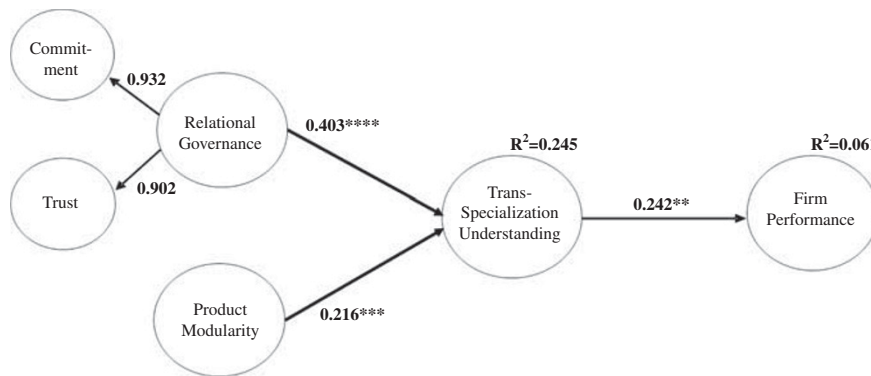 Commit-
ment
0.932
Relational
Governance
0.403****
0.902
Trust
R²=0.245
R²=0.061
Trans-
Specialization
Understanding
0.242**
Firm
Performance
Product
Modularity
0.216***